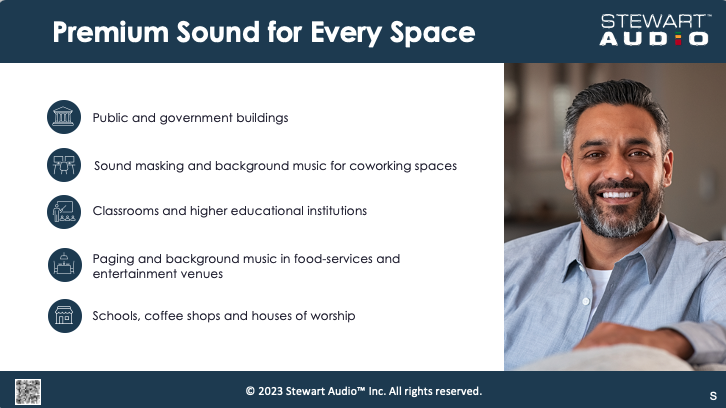 Premium Sound for Every Space
STEWART™
AUDIO
Public and government buildings
Sound masking and background music for coworking spaces
Classrooms and higher educational institutions
Paging and background music in food-services and
entertainment venues
Schools, coffee shops and houses of worship
© 2023 Stewart Audio™ Inc. All rights reserved.
S